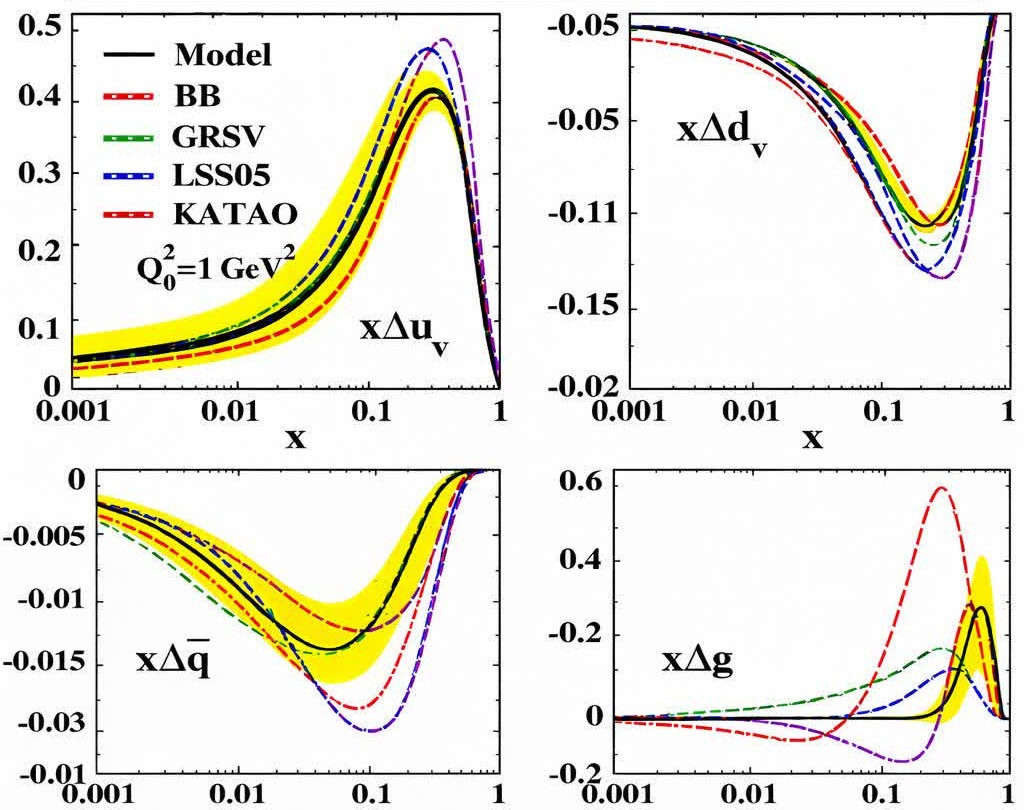 0.5
0.4
0.3
0.2
0.1
0
Model
BB
GRSV
LSS05
KATAO
Q₀²=1 GeV²
xΔuᵥ
0.001 0.01 0.1 1
x
-0.05
-0.05
-0.11
-0.15
-0.02
xΔdᵥ
0.001 0.01 0.1 1
x
0
-0.005
-0.01
-0.015
-0.03
-0.01
xΔq̅
0.001 0.01 0.1 1
0.6
0.4
-0.2
0
-0.2
xΔg
0.001 0.01 0.1 1